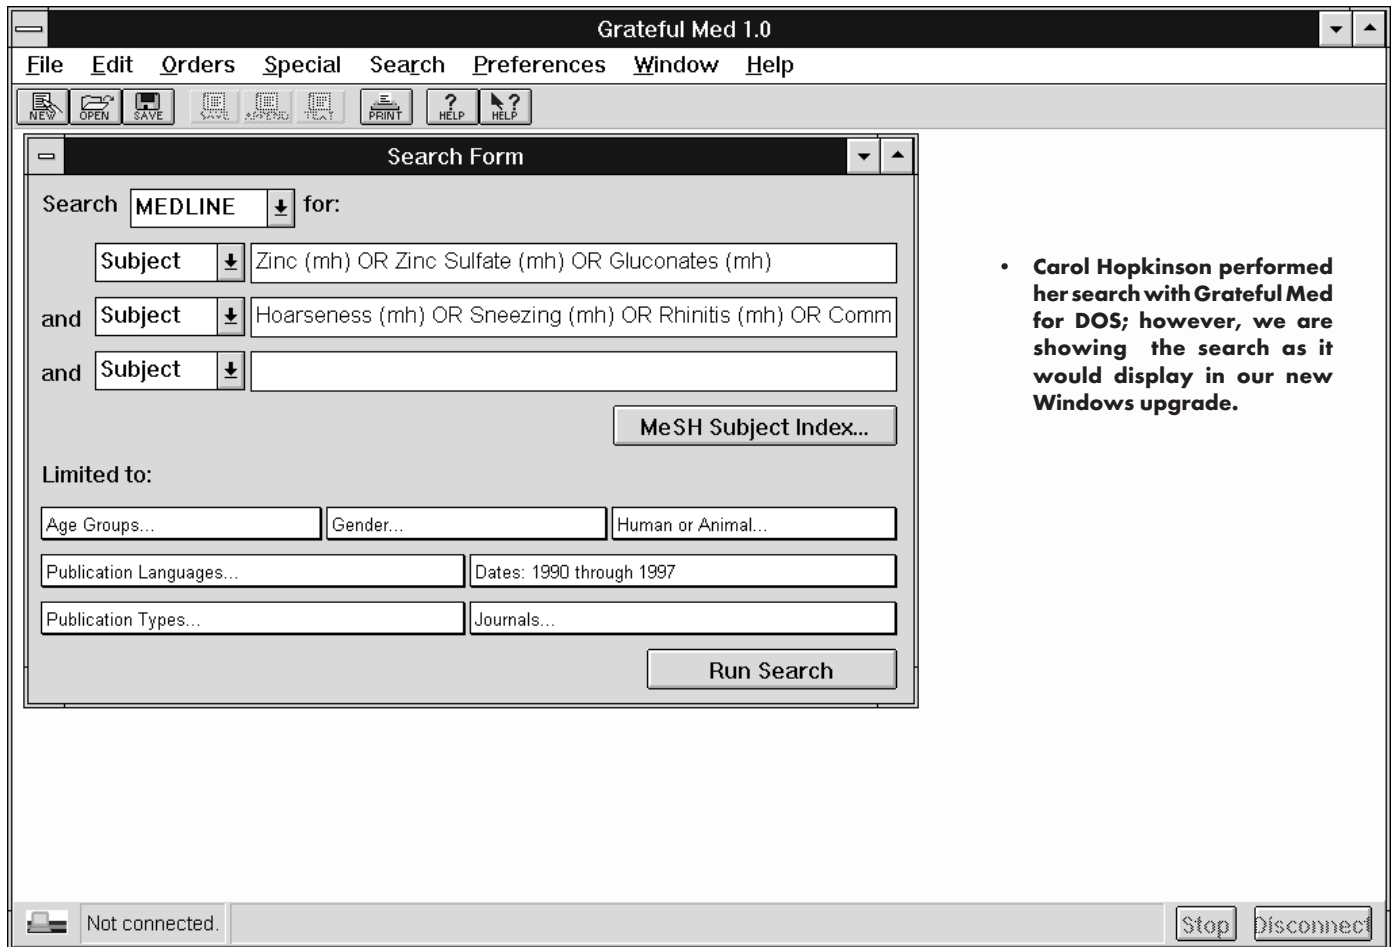 Grateful Med 1.0
File Edit Orders Special Search Preferences Window Help
NEW OPEN SAVE SAVE APPEND TEXT PRINT ? HELP ? HELP
Search Form
Search MEDLINE for:
Subject Zinc (mh) OR Zinc Sulfate (mh) OR Gluconates (mh)
and Subject Hoarseness (mh) OR Sneezing (mh) OR Rhinitis (mh) OR Comm
and Subject
MeSH Subject Index...
Limited to:
Age Groups... Gender... Human or Animal...
Publication Languages... Dates: 1990 through 1997
Publication Types... Journals...
Run Search
• Carol Hopkinson performed
her search with Grateful Med
for DOS; however, we are
showing the search as it
would display in our new
Windows upgrade.
Not connected. Stop Disconnect